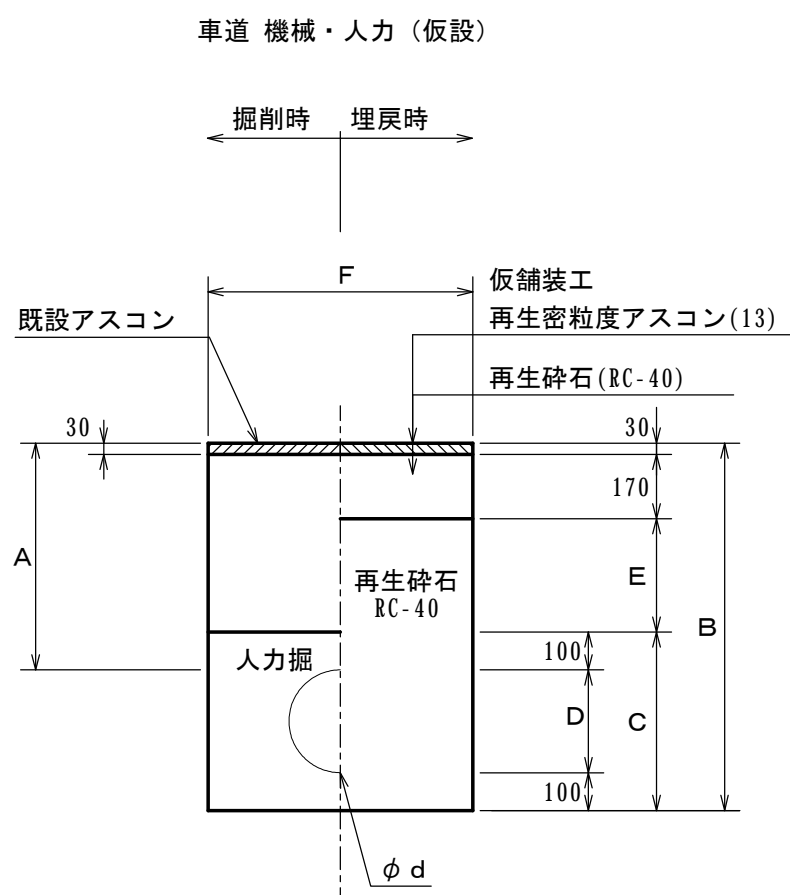 車道 機械・人力（仮設）
掘削時
埋戻時
F
仮舗装工
既設アスコン
再生密粒度アスコン(13)
再生砕石(RC-40)
30
30
170
A
E
再生砕石
RC-40
B
人力掘
100
D
C
100
φd